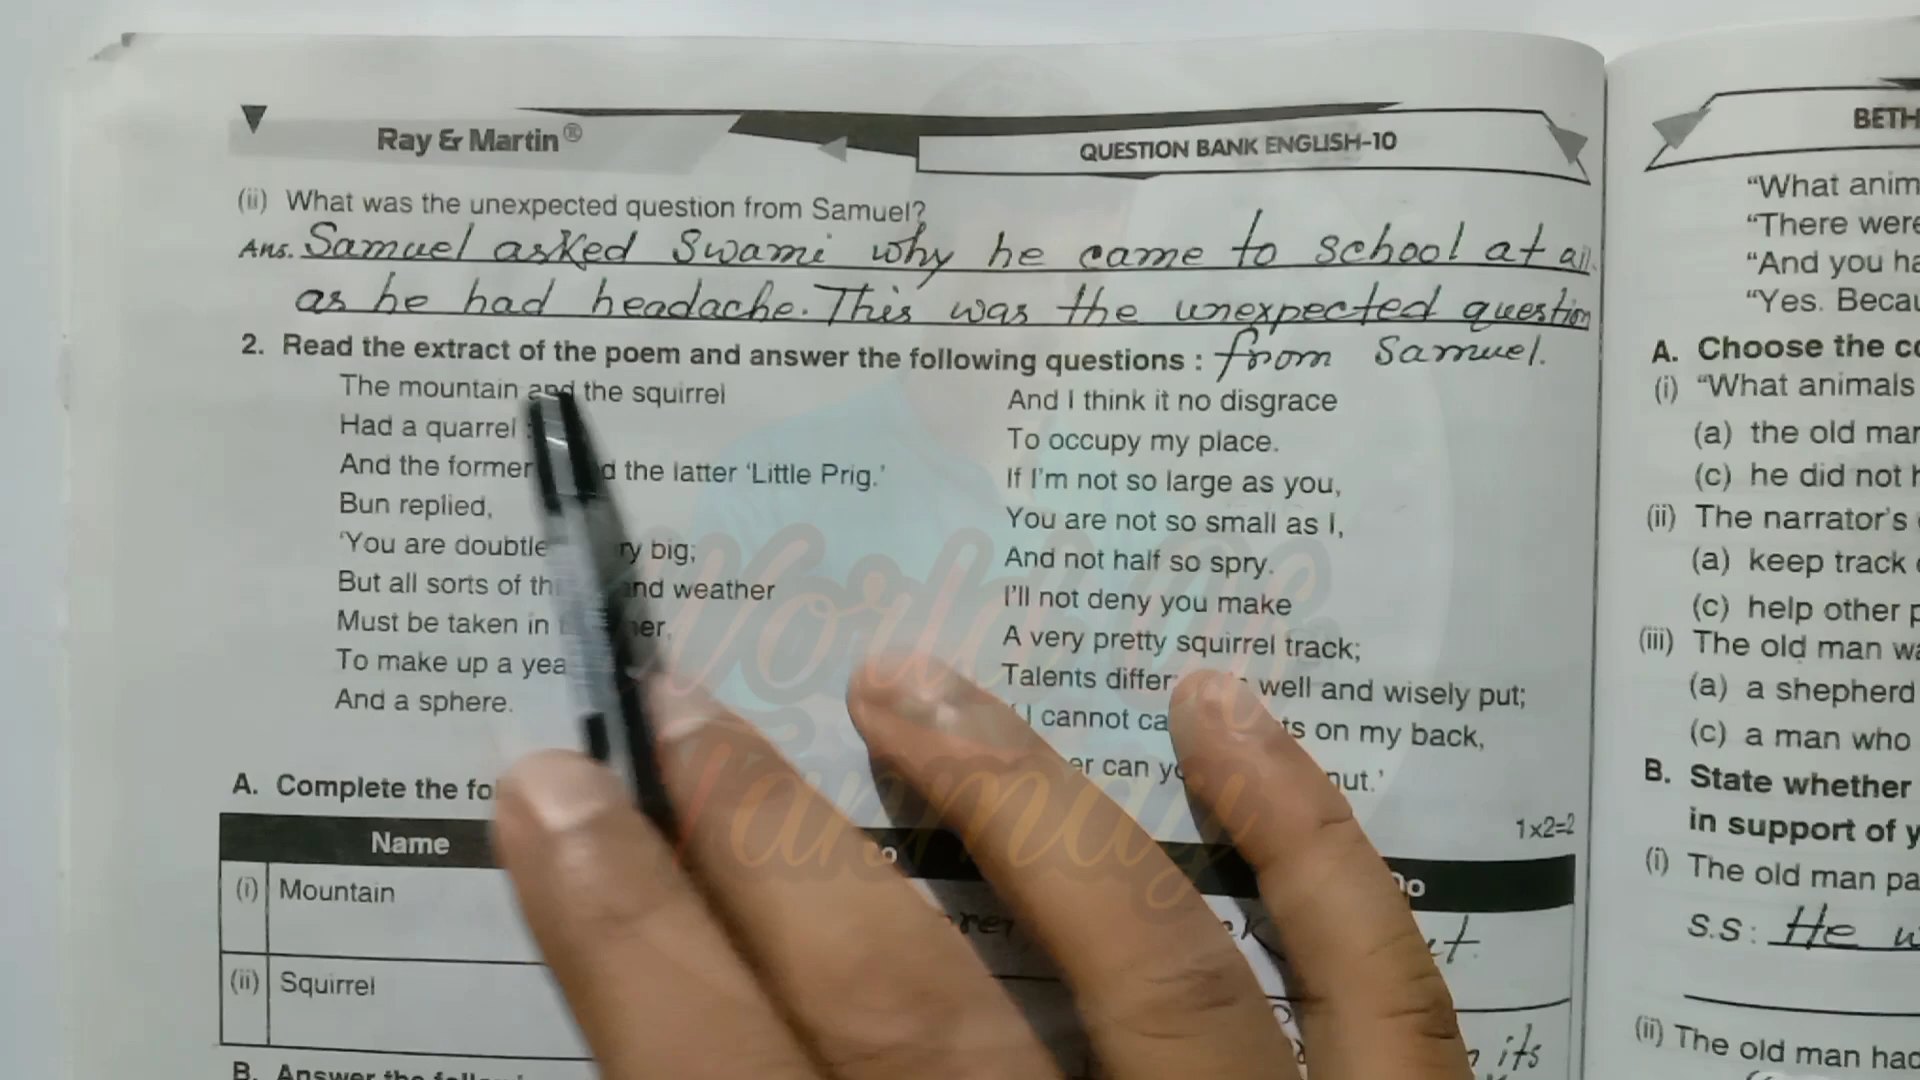 Ray & Martin®
QUESTION BANK ENGLISH-10
(ii) What was the unexpected question from Samuel?
Ans. Samuel asked Swami why he came to school at all
as he had headache. This was the unexpected question
from Samuel.
2. Read the extract of the poem and answer the following questions :
The mountain and the squirrel
Had a quarrel
And the former the latter 'Little Prig.'
Bun replied,
'You are big;
But all sorts of and weather
Must be taken in
To make up a
And a sphere.
And I think it no disgrace
To occupy my place.
If I'm not so large as you,
You are not so small as I,
And not half so spry.
I'll not deny you make
A very pretty squirrel track;
Talents differ well and wisely put;
I cannot on my back,
can nut.'
A. Complete the
1×2=2
Name
(i) Mountain
(ii) Squirrel
its
B. Answer the
BETH
"What anim
"There were
"And you ha
"Yes. Becau
A. Choose the
(i) "What animals
(a) the old man
(c) he did not
(ii) The narrator's
(a) keep track
(c) help other
(iii) The old man
(a) a shepherd
(c) a man who
B. State whether
in support of
(i) The old man
S.S : He
(ii) The old man had
World Of
Tanmay